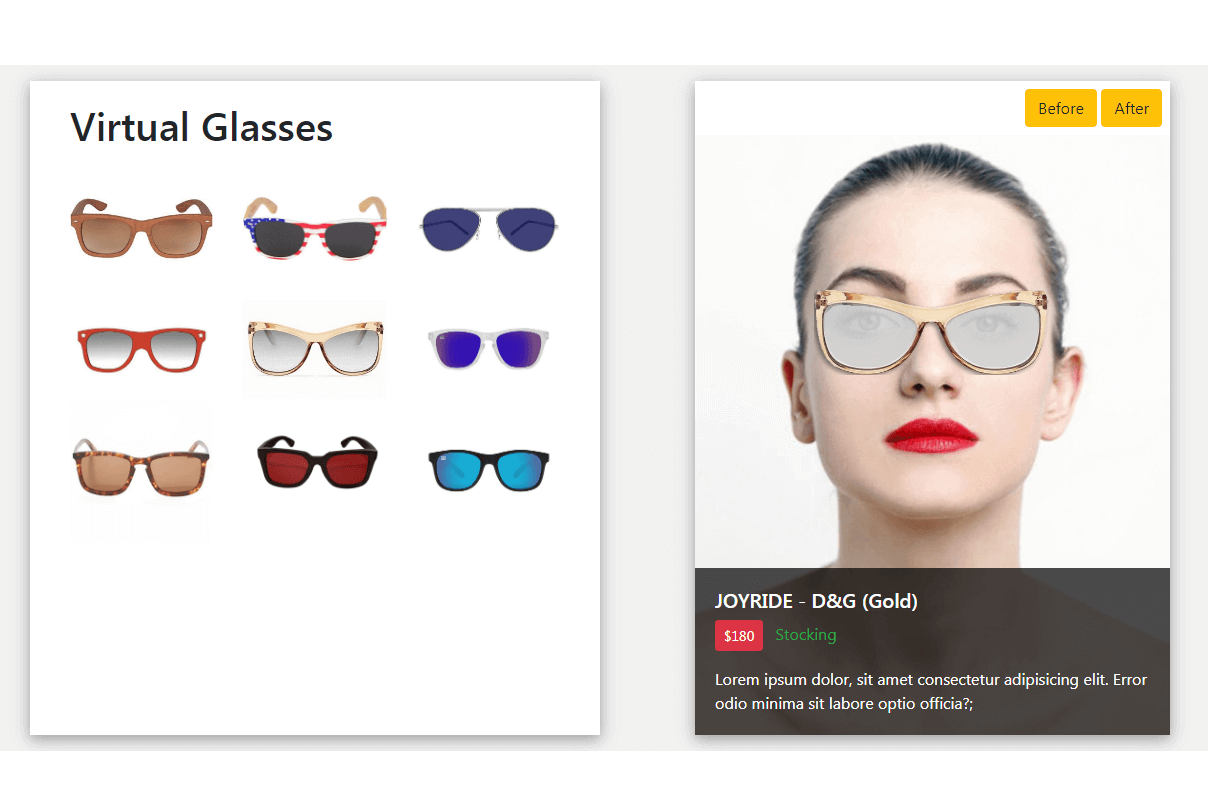 Virtual Glasses
Before
After
JOYRIDE - D&G (Gold)
$180
Stocking
Lorem ipsum dolor, sit amet consectetur adipisicing elit. Error
odio minima sit labore optio officia?;